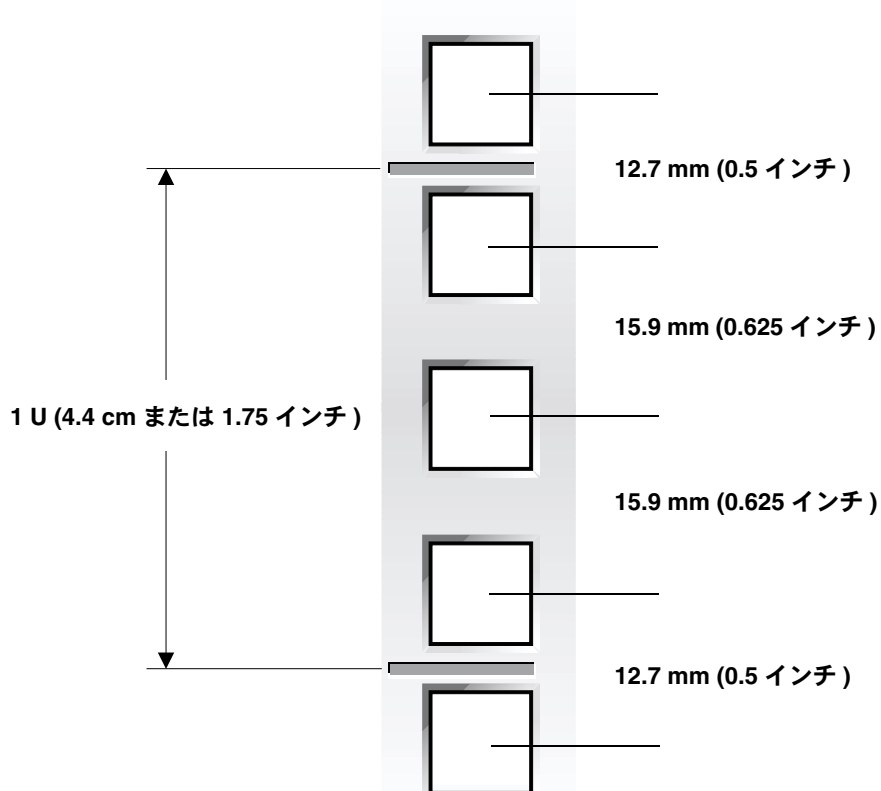 12.7 mm (0.5 インチ )
15.9 mm (0.625 インチ )
1 U (4.4 cm または 1.75 インチ )
15.9 mm (0.625 インチ )
12.7 mm (0.5 インチ )